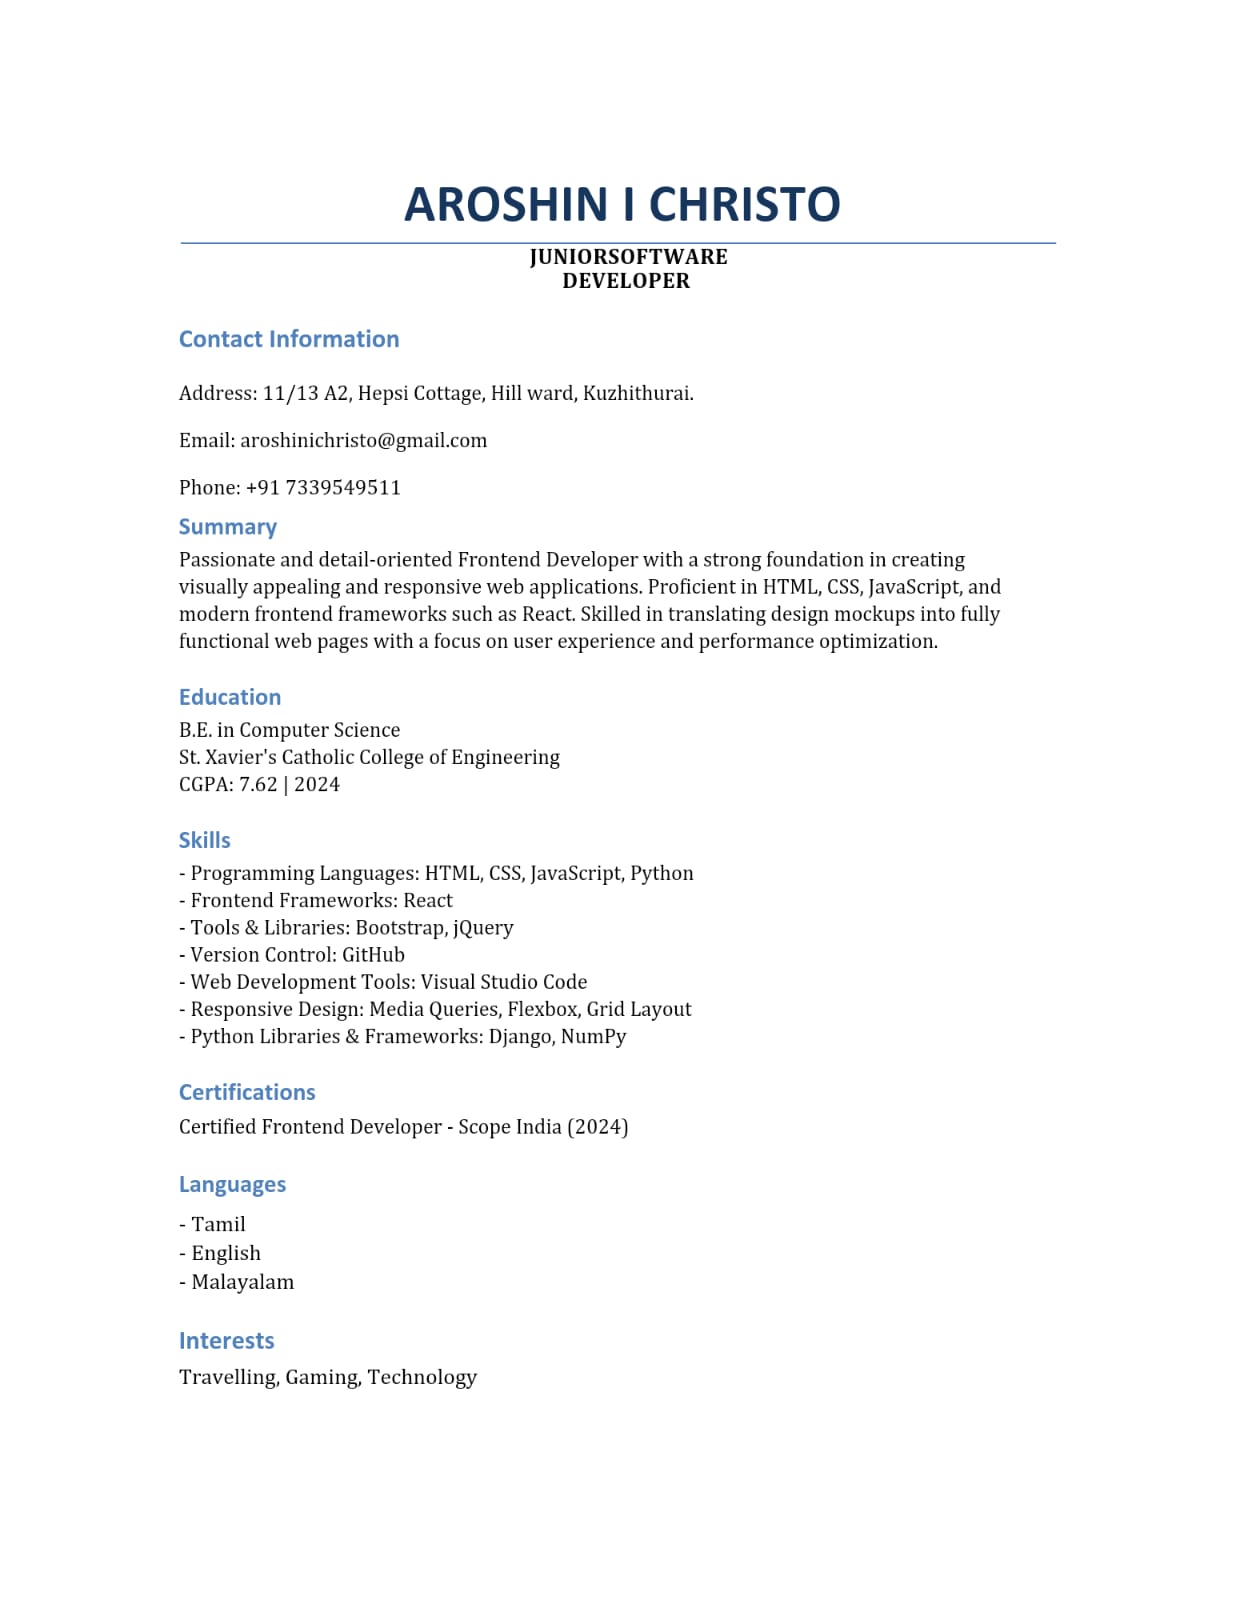 AROSHIN I CHRISTO
JUNIORSOFTWARE
DEVELOPER
Contact Information
Address: 11/13 A2, Hepsi Cottage, Hill ward, Kuzhithurai.
Email: aroshinichristo@gmail.com
Phone: +91 7339549511
Summary
Passionate and detail-oriented Frontend Developer with a strong foundation in creating
visually appealing and responsive web applications. Proficient in HTML, CSS, JavaScript, and
modern frontend frameworks such as React. Skilled in translating design mockups into fully
functional web pages with a focus on user experience and performance optimization.
Education
B.E. in Computer Science
St. Xavier's Catholic College of Engineering
CGPA: 7.62 | 2024
Skills
- Programming Languages: HTML, CSS, JavaScript, Python
- Frontend Frameworks: React
- Tools & Libraries: Bootstrap, jQuery
- Version Control: GitHub
- Web Development Tools: Visual Studio Code
- Responsive Design: Media Queries, Flexbox, Grid Layout
- Python Libraries & Frameworks: Django, NumPy
Certifications
Certified Frontend Developer - Scope India (2024)
Languages
- Tamil
- English
- Malayalam
Interests
Travelling, Gaming, Technology